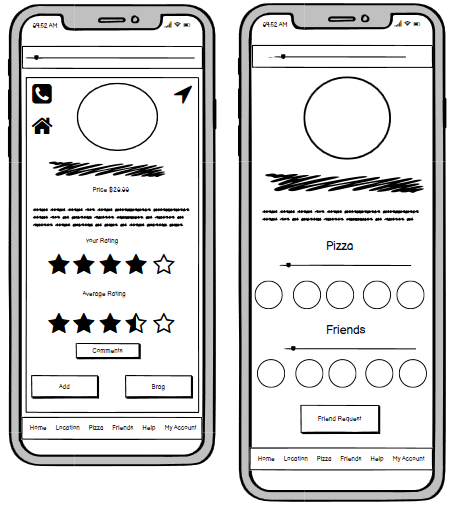 09:52 AM
Price $20.00
Your Rating
Average Rating
Comments
Add
Brag
Home Location Pizza Friends Help My Account
09:52 AM
Pizza
Friends
Friend Request
Home Location Pizza Friends Help My Account